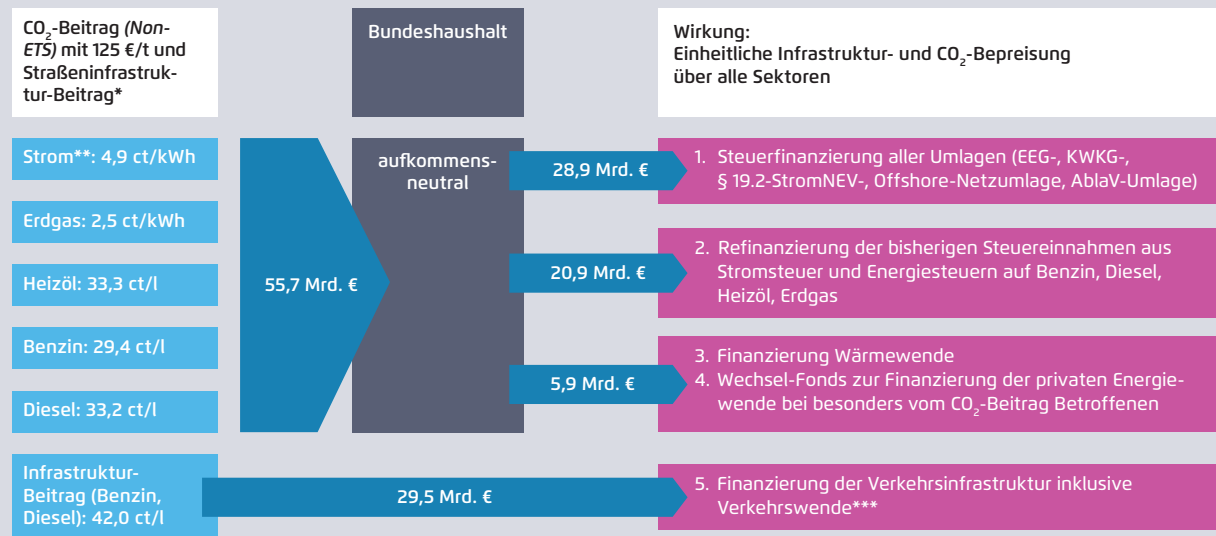 CO₂-Beitrag (Non-
ETS) mit 125 €/t und
Straßeninfrastruk-
tur-Beitrag*
Bundeshaushalt
Wirkung:
Einheitliche Infrastruktur- und CO₂-Bepreisung
über alle Sektoren
Strom**: 4,9 ct/kWh
Erdgas: 2,5 ct/kWh
Heizöl: 33,3 ct/l
Benzin: 29,4 ct/l
Diesel: 33,2 ct/l
55,7 Mrd. €
aufkommens-
neutral
28,9 Mrd. €
1. Steuerfinanzierung aller Umlagen (EEG-, KWKG-,
§ 19.2-StromNEV-, Offshore-Netzumlage, AblaV-Umlage)
20,9 Mrd. €
2. Refinanzierung der bisherigen Steuereinnahmen aus
Stromsteuer und Energiesteuern auf Benzin, Diesel,
Heizöl, Erdgas
5,9 Mrd. €
3. Finanzierung Wärmewende
4. Wechsel-Fonds zur Finanzierung der privaten Energie-
wende bei besonders vom CO₂-Beitrag Betroffenen
Infrastruktur-
Beitrag (Benzin,
Diesel): 42,0 ct/l
29,5 Mrd. €
5. Finanzierung der Verkehrsinfrastruktur inklusive
Verkehrswende***